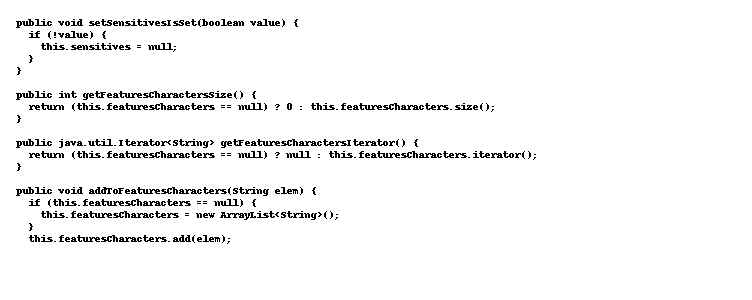 public void setSensitivesIsSet(boolean value) {
if (!value) {
this.sensitives = null;
}
}
public int getFeaturesCharactersSize() {
return (this.featuresCharacters == null) ? 0 : this.featuresCharacters.size();
}
public java.util.Iterator<String> getFeaturesCharactersIterator() {
return (this.featuresCharacters == null) ? null : this.featuresCharacters.iterator();
}
public void addToFeaturesCharacters(String elem) {
if (this.featuresCharacters == null) {
this.featuresCharacters = new ArrayList<String>();
}
this.featuresCharacters.add(elem);